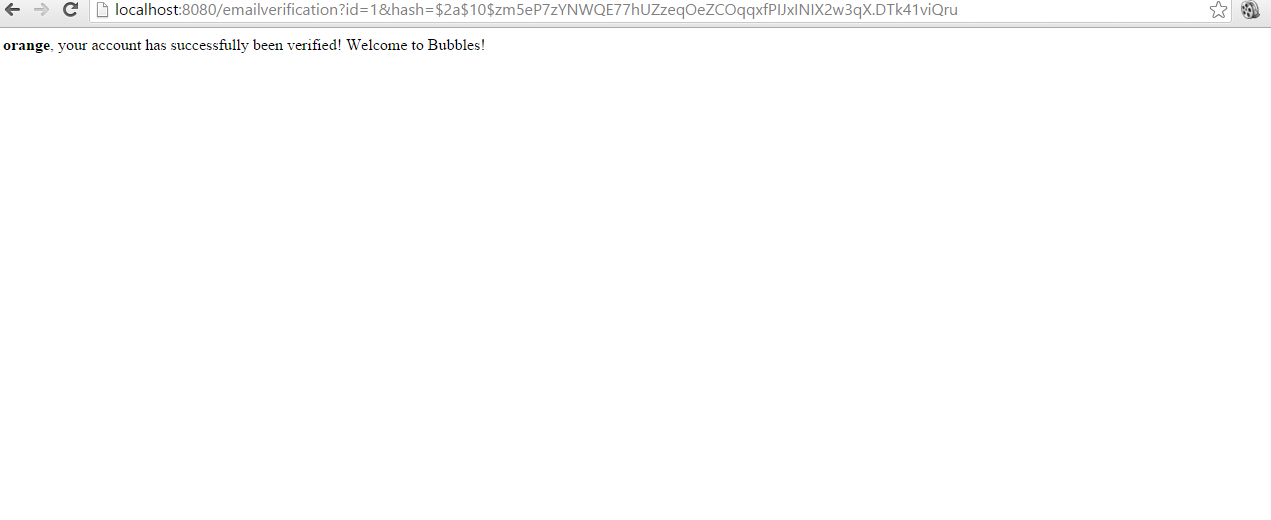 localhost:8080/emailverification?id=1&hash=$2a$10$zm5eP7zYNWQE77hUZzeqOeZCOqqxfPIJxINIX2w3qX.DTk41viQru
orange, your account has successfully been verified! Welcome to Bubbles!